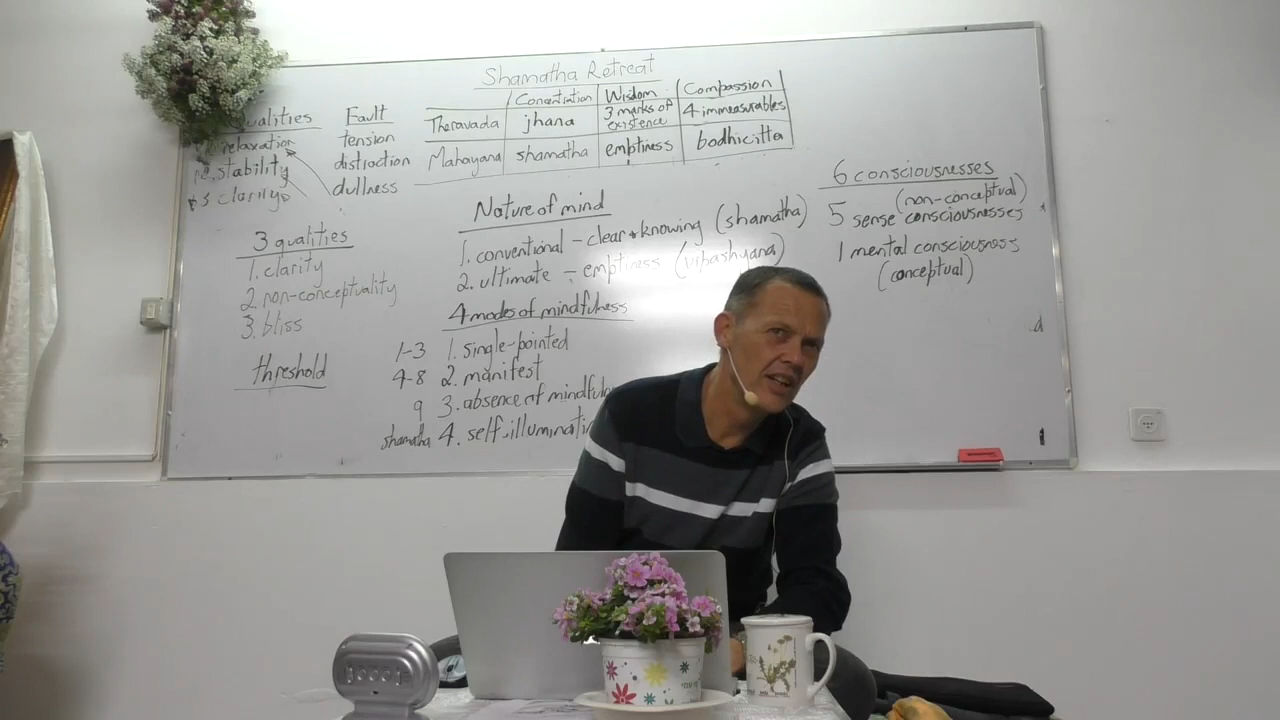 Shamatha Retreat
Concentration Wisdom Compassion
Theravada jhana 3 marks of existence 4 immeasurables
Mahayana shamatha emptiness bodhicitta
Qualities Fault
relaxation tension
2. stability distraction
3 clarity dullness
3 qualities
1. clarity
2. non-conceptuality
3. bliss
threshold
Nature of mind
1. conventional – clear + knowing (shamatha)
2. ultimate – emptiness (vipashyana)
4 modes of mindfulness
1-3 1. single-pointed
4-8 2. manifest
9 3. absence of mindfuln
shamatha 4. self-illuminatin
6 consciousnesses
(non-conceptual)
5 sense consciousnesses
1 mental consciousness
(conceptual)